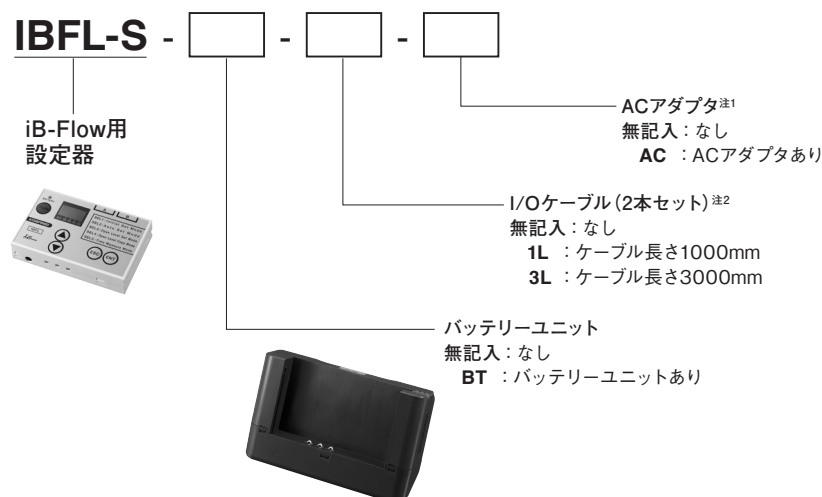 IBFL-S - - -
iB-Flow用
設定器
ACアダプタ注1
無記入：なし
AC ：ACアダプタあり
I/Oケーブル（2本セット）注2
無記入：なし
1L ：ケーブル長さ1000mm
3L ：ケーブル長さ3000mm
バッテリーユニット
無記入：なし
BT ：バッテリーユニットあり
A B
ESC ENT